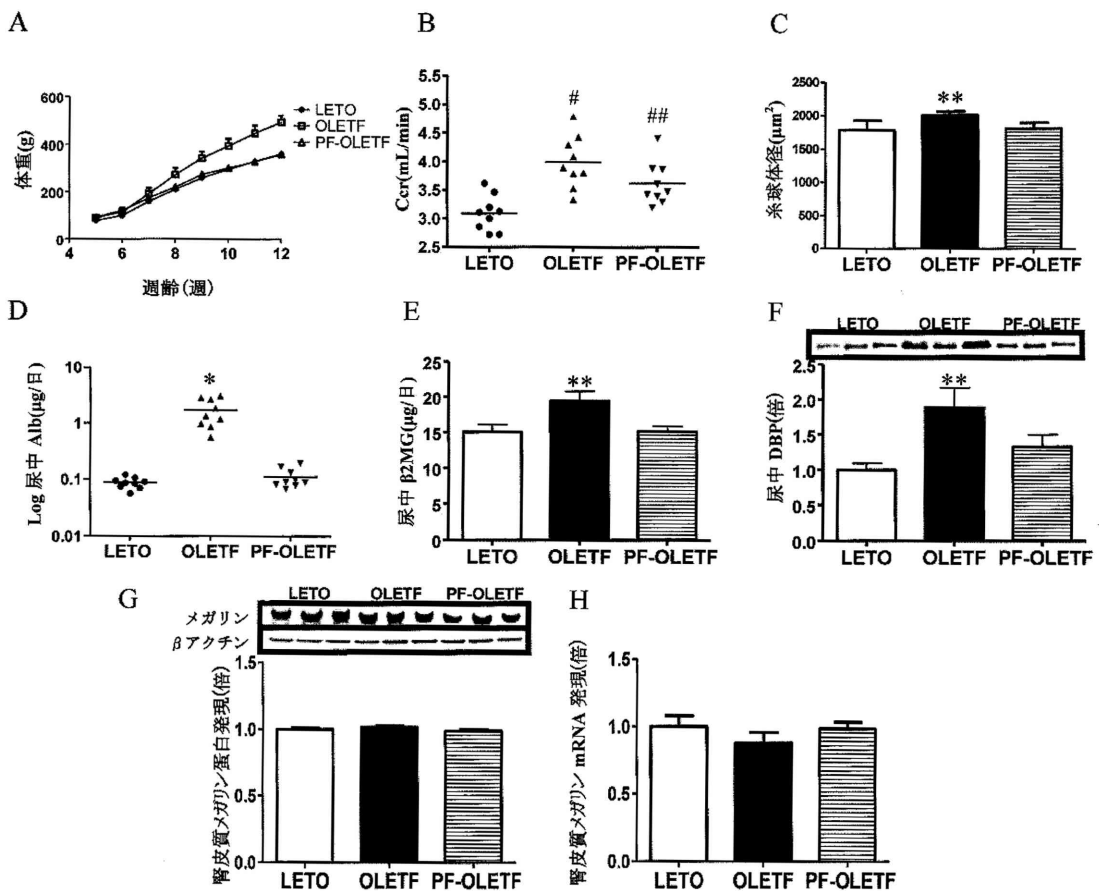 A
体重(g)
600
400
200
0
4
6
8
10
12
週齢(週)
LETO
OLETF
PF-OLETF
B
Ccr(mL/min)
5.5
5.0
4.5
4.0
3.5
3.0
2.5
#
##
LETO OLETF PF-OLETF
C
糸球体径(μm²)
2500
2000
1500
1000
500
0
**
LETO OLETF PF-OLETF
D
Log 尿中 Alb(μg/日)
10
1
0.1
0.01
*
LETO OLETF PF-OLETF
E
尿中 β2MG(μg/日)
25
20
15
10
5
0
**
LETO OLETF PF-OLETF
F
LETO OLETF PF-OLETF
尿中 DBP(倍)
2.5
2.0
1.5
1.0
0.5
0.0
**
LETO OLETF PF-OLETF
G
LETO OLETF PF-OLETF
メガリン
βアクチン
腎皮質メガリン蛋白発現(倍)
1.5
1.0
0.5
0.0
LETO OLETF PF-OLETF
H
腎皮質メガリン mRNA 発現(倍)
1.5
1.0
0.5
0.0
LETO OLETF PF-OLETF